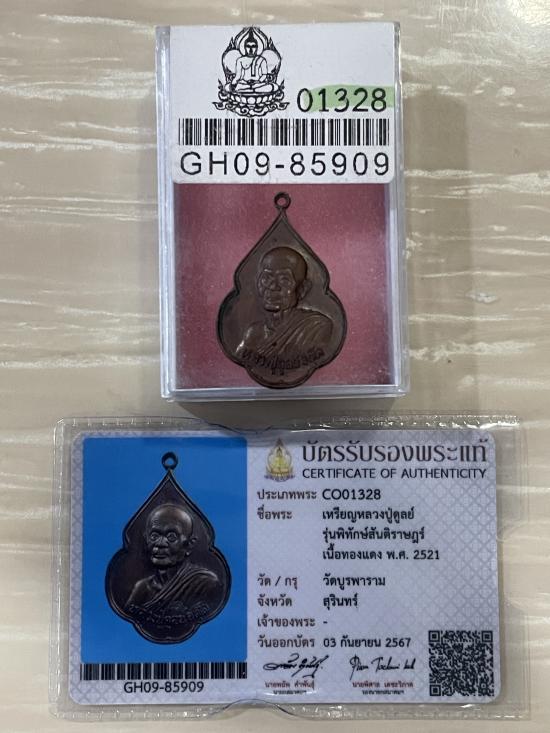 01328
GH09-85909
หลวงปู่ดูลย์ อตุโล
บัตรรับรองพระแท้
CERTIFICATE OF AUTHENTICITY
ประเภทพระ CO01328
ชื่อพระ เหรียญหลวงปู่ดูลย์
รุ่นพิทักษ์สันติราษฎร์
เนื้อทองแดง พ.ศ. 2521
วัด / กรุ วัดบูรพาราม
จังหวัด สุรินทร์
เจ้าของพระ -
วันออกบัตร 03 กันยายน 2567
GH09-85909